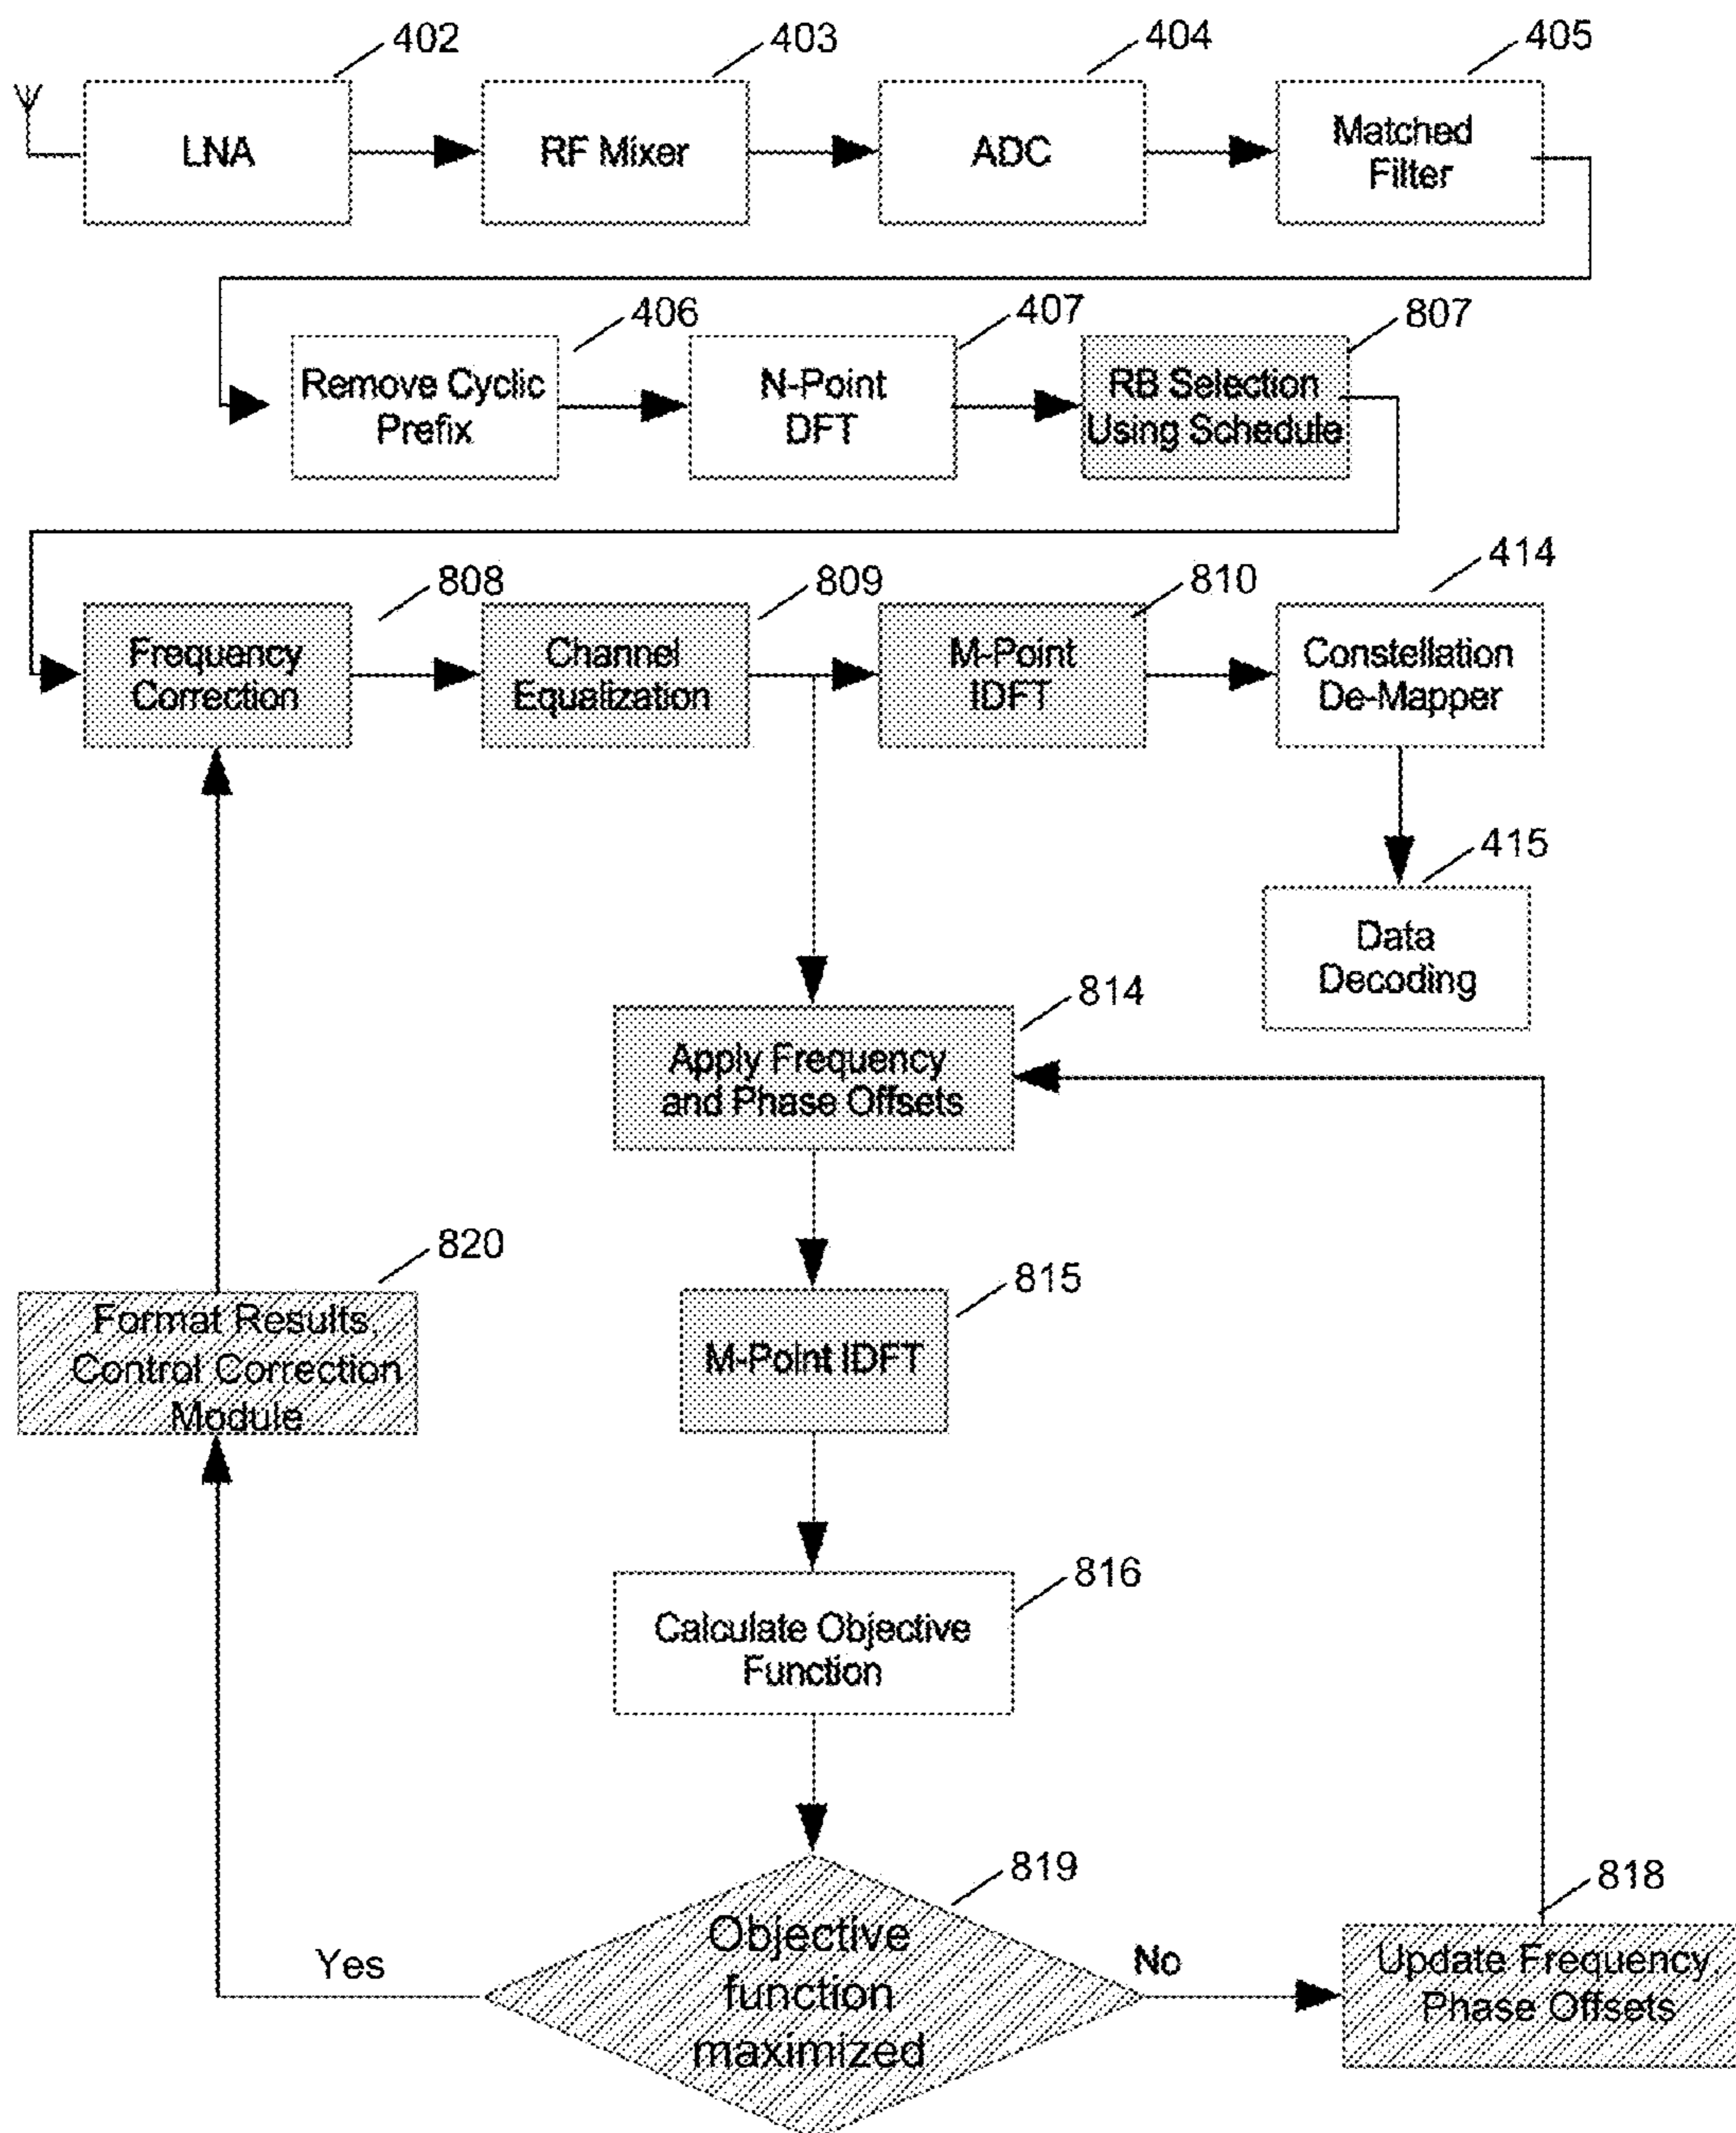 402
403
404
405
LNA
RF Mixer
ADC
Matched
Filter
406
407
807
Remove Cyclic
Prefix
N-Point
DFT
RB Selection
Using Schedule
808
809
810
414
Frequency
Correction
Channel
Equalization
M-Point
IDFT
Constellation
De-Mapper
415
Data
Decoding
814
Apply Frequency
and Phase Offsets
820
Format Results,
Control Correction
Module
815
M-Point IDFT
816
Calculate Objective
Function
819
Objective
function
maximized
Yes
No
818
Update Frequency,
Phase Offsets